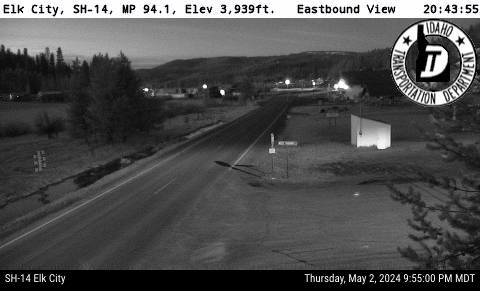 Elk City, SH-14, MP 94.1, Elev 3,939ft. Eastbound View 20:43:55
IDAHO
TRANSPORTATION DEPARTMENT
SH-14 Elk City Thursday, May 2, 2024 9:55:00 PM MDT